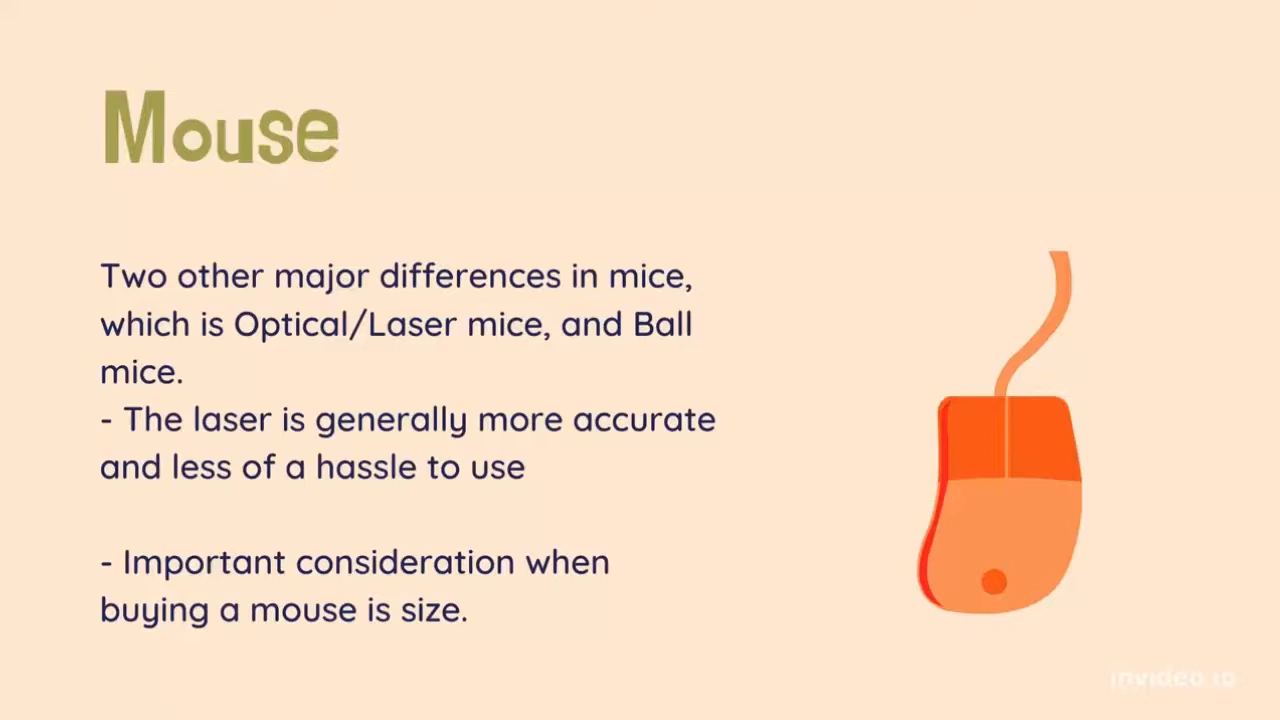 Mouse
Two other major differences in mice,
which is Optical/Laser mice, and Ball
mice.
- The laser is generally more accurate
and less of a hassle to use
- Important consideration when
buying a mouse is size.
invideo.io